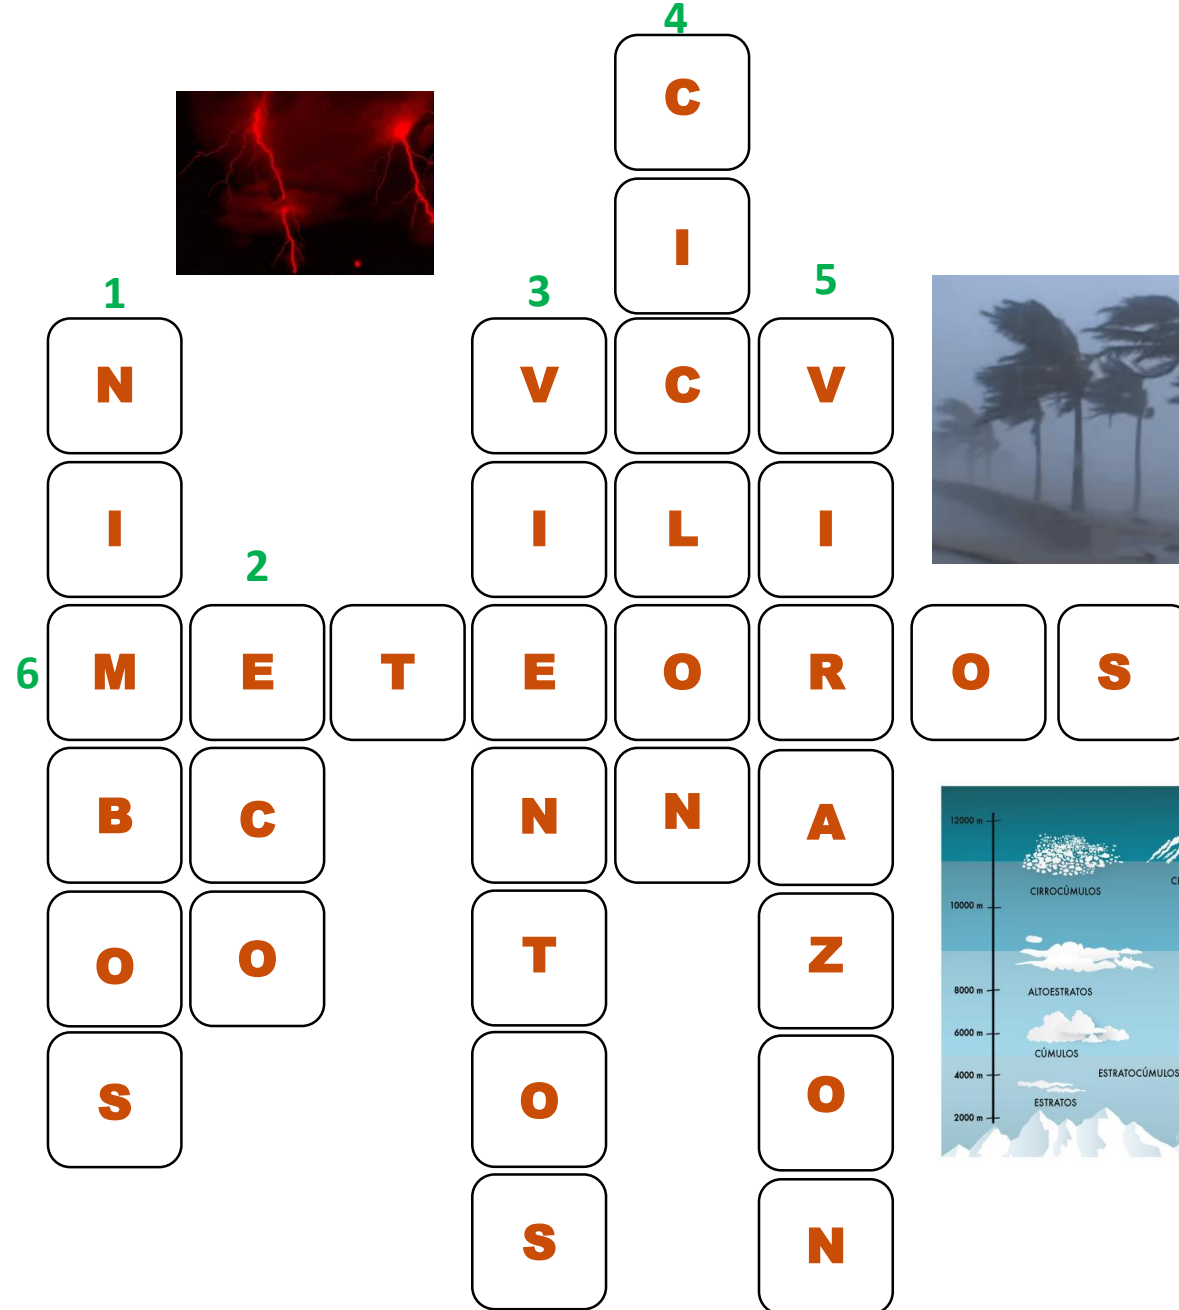 4
C
I
1 3 5
N V C V
I I L I
2
6 M E T E O R O S
B C N N A
O O T Z
S O O
S N
12000 m
CIRROCÚMULOS
10000 m
8000 m
ALTOESTRATOS
6000 m
CÚMULOS
4000 m
ESTRATOCÚMULOS
ESTRATOS
2000 m